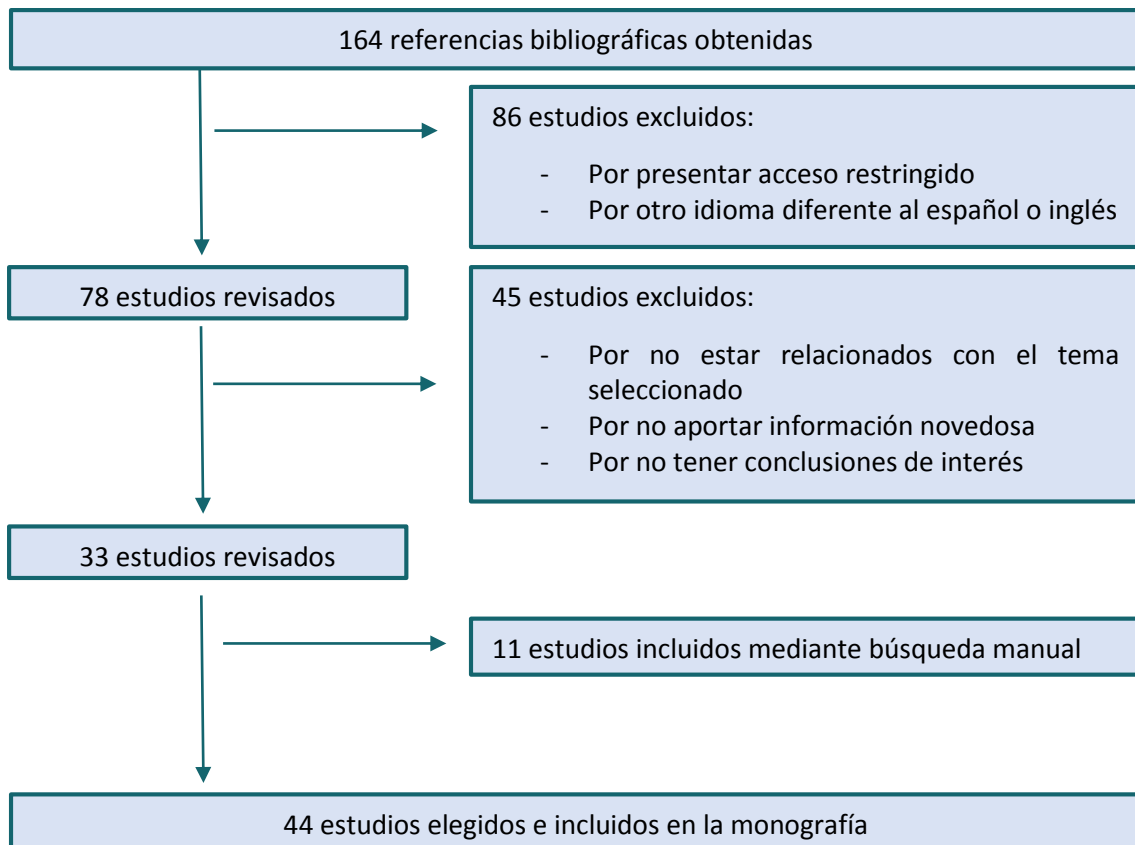 164 referencias bibliográficas obtenidas
86 estudios excluidos:
- Por presentar acceso restringido
- Por otro idioma diferente al español o inglés
78 estudios revisados
45 estudios excluidos:
- Por no estar relacionados con el tema
seleccionado
- Por no aportar información novedosa
- Por no tener conclusiones de interés
33 estudios revisados
11 estudios incluidos mediante búsqueda manual
44 estudios elegidos e incluidos en la monografía